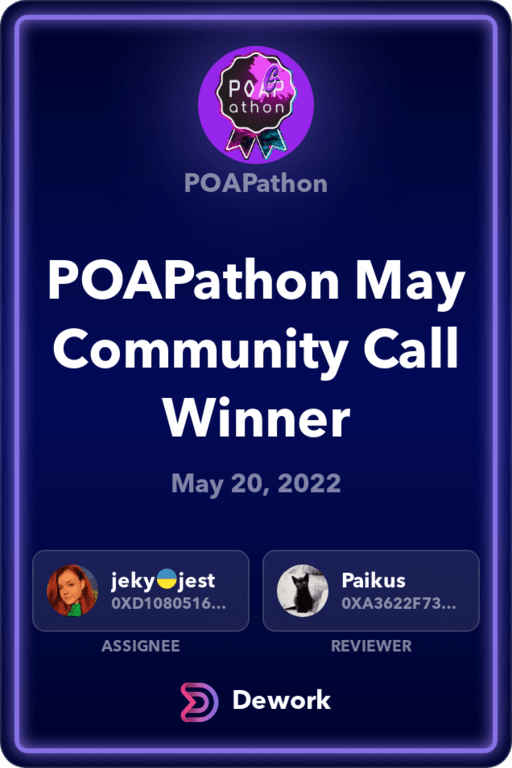 POAP
athon
POAPathon
POAPathon May
Community Call
Winner
May 20, 2022
jeky🇺🇦jest
0XD1080516...
ASSIGNEE
Paikus
0XA3622F73...
REVIEWER
Dework